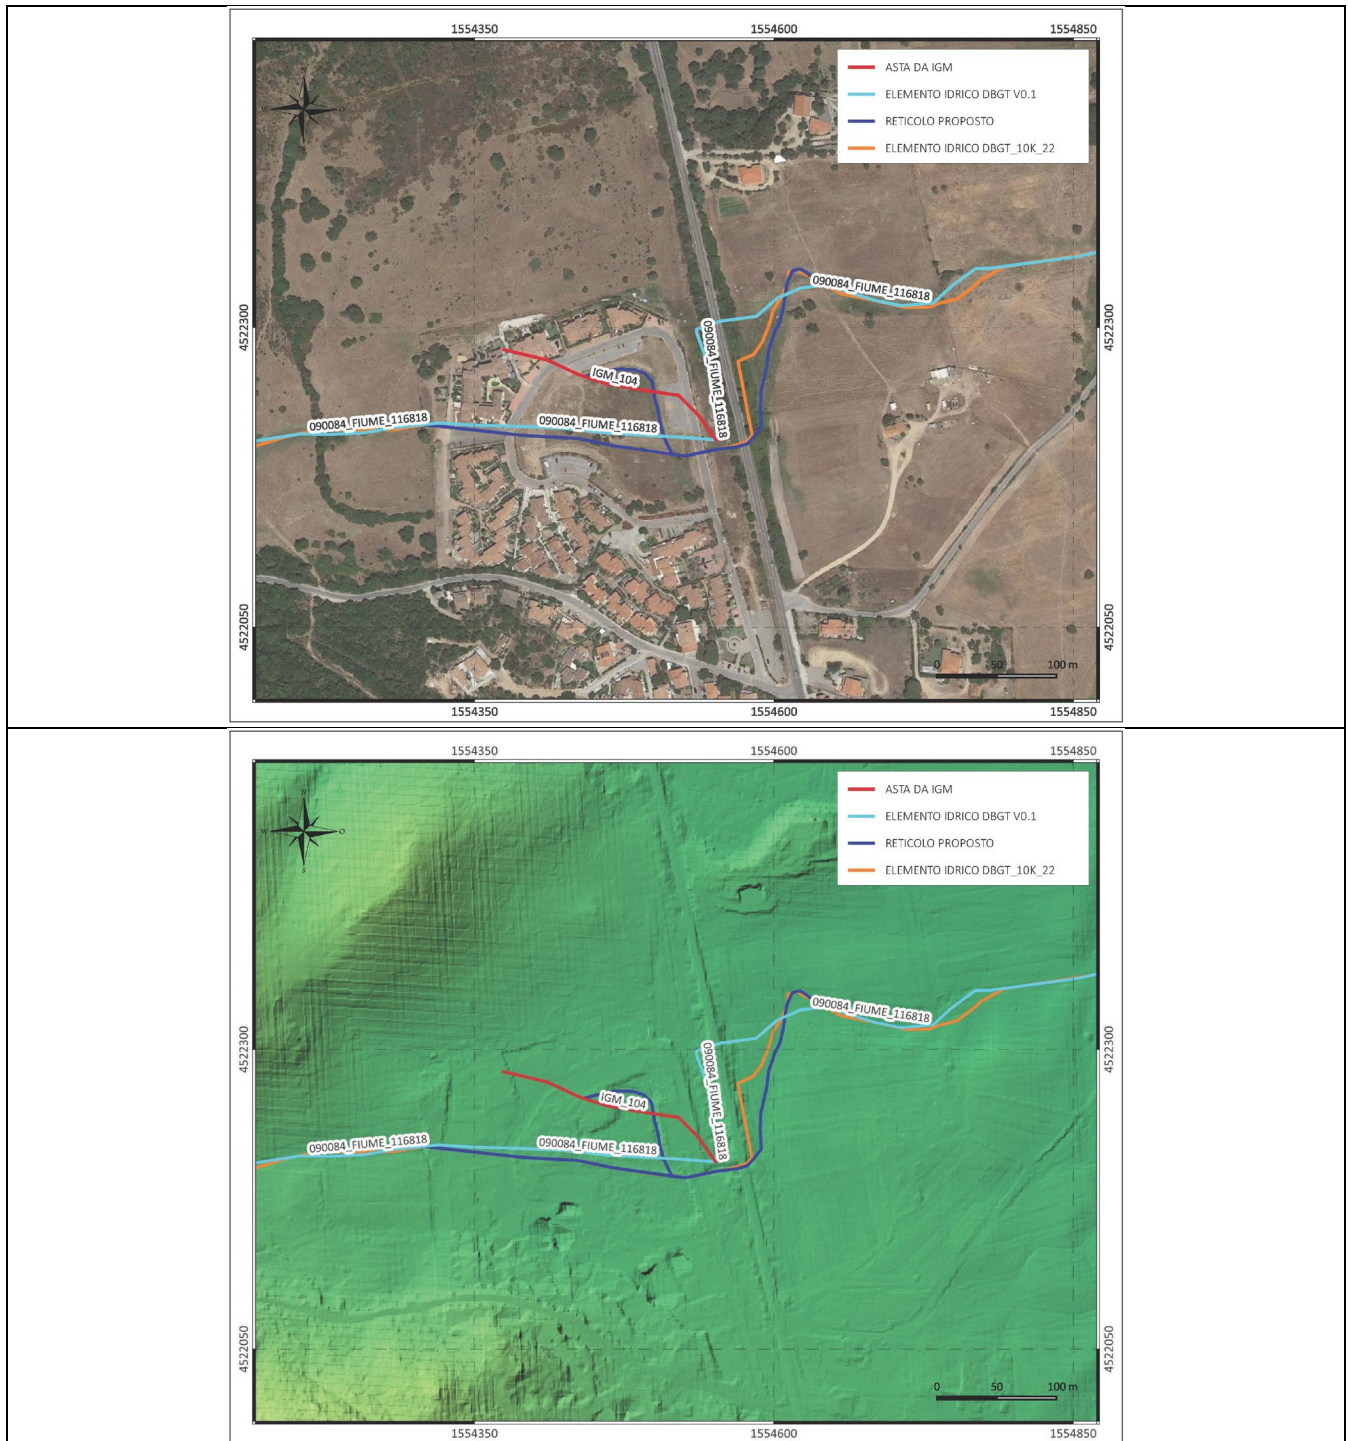 1554350 1554600 1554850
ASTA DA IGM
ELEMENTO IDRICO DBGT V0.1
RETICOLO PROPOSTO
ELEMENTO IDRICO DBGT_10K_22
W O
4522300 4522300
090084_FIUME_116818
090084_FIUME_116818
IGM_104
090084_FIUME_116818
090084_FIUME_116818
4522050 4522050
0 50 100 m
1554350 1554600 1554850
1554350 1554600 1554850
ASTA DA IGM
ELEMENTO IDRICO DBGT V0.1
RETICOLO PROPOSTO
ELEMENTO IDRICO DBGT_10K_22
N
W O
S
4522300 4522300
090084_FIUME_116818
090084_FIUME_116818
IGM_104
090084_FIUME_116818
090084_FIUME_116818
4522050 4522050
0 50 100 m
1554350 1554600 1554850